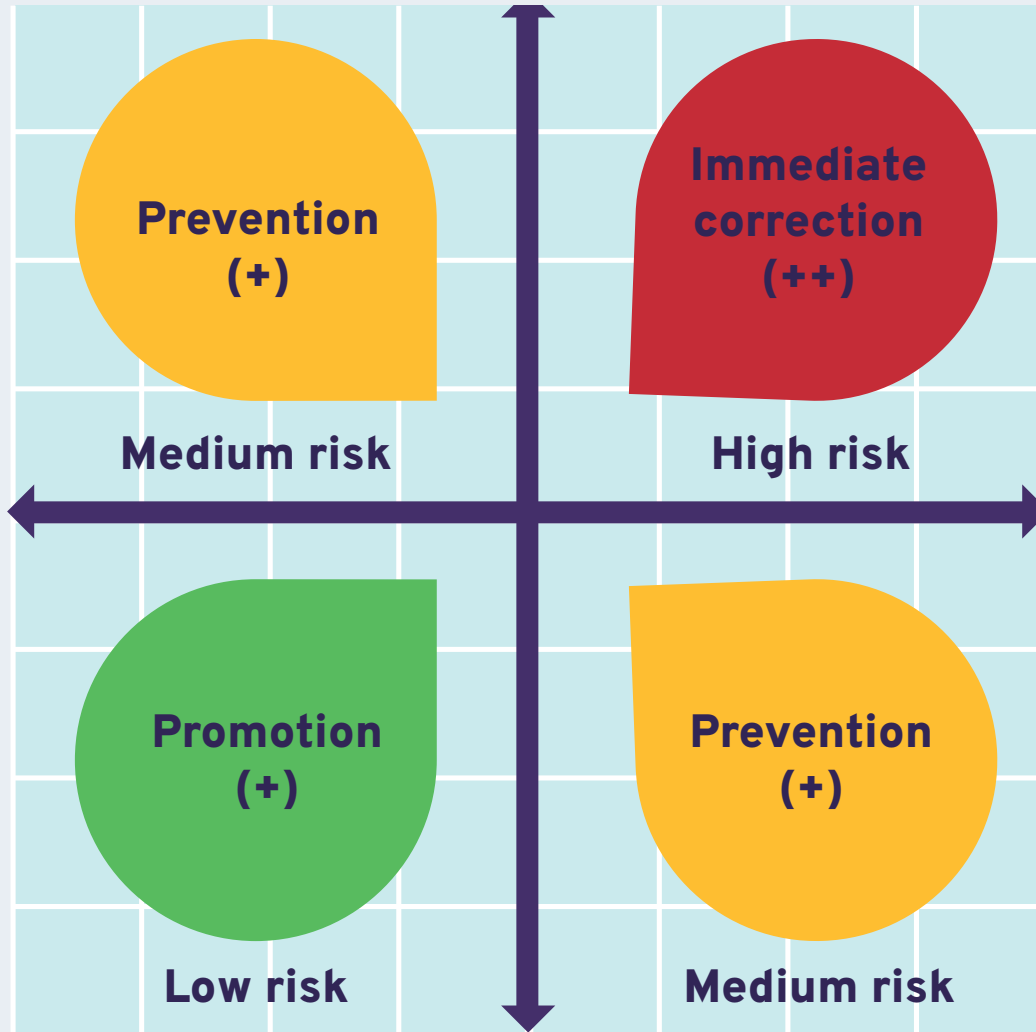 Prevention
(+)
Medium risk
Immediate
correction
(++)
High risk
Promotion
(+)
Low risk
Prevention
(+)
Medium risk